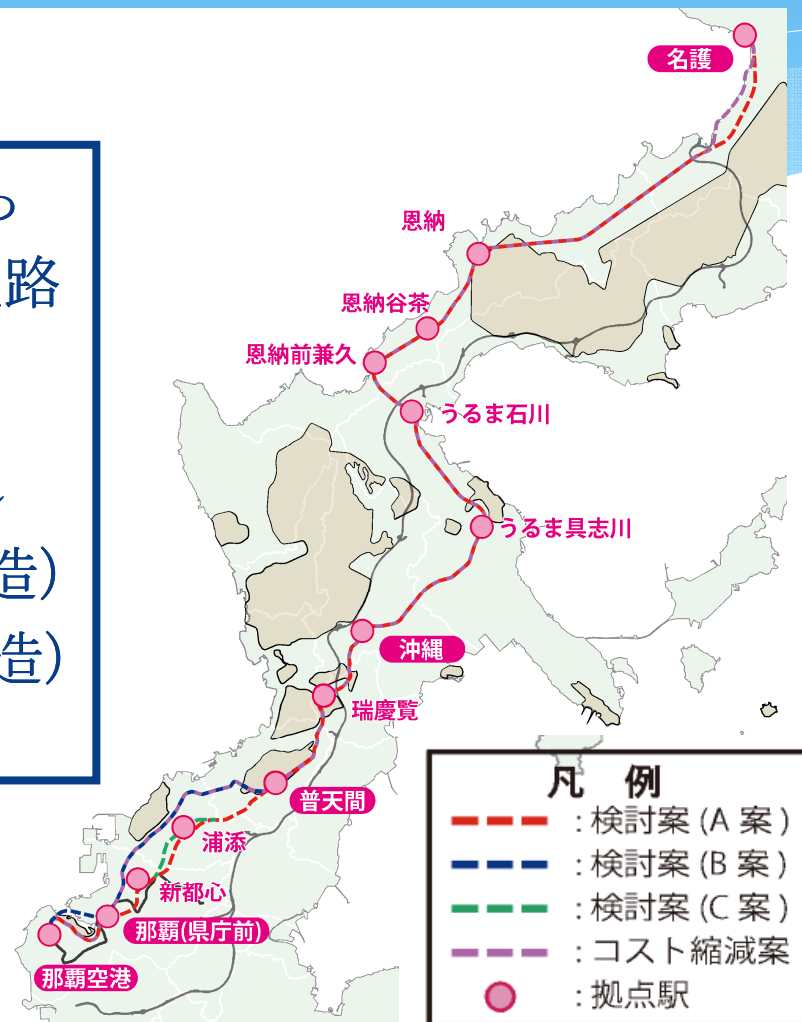 名護
恩納
恩納谷茶
恩納前兼久
うるま石川
うるま具志川
沖縄
瑞慶覧
普天間
浦添
新都心
那覇(県庁前)
那覇空港
路
造)
造)
凡 例
:検討案(A 案)
:検討案(B 案)
:検討案(C 案)
:コスト縮減案
:拠点駅